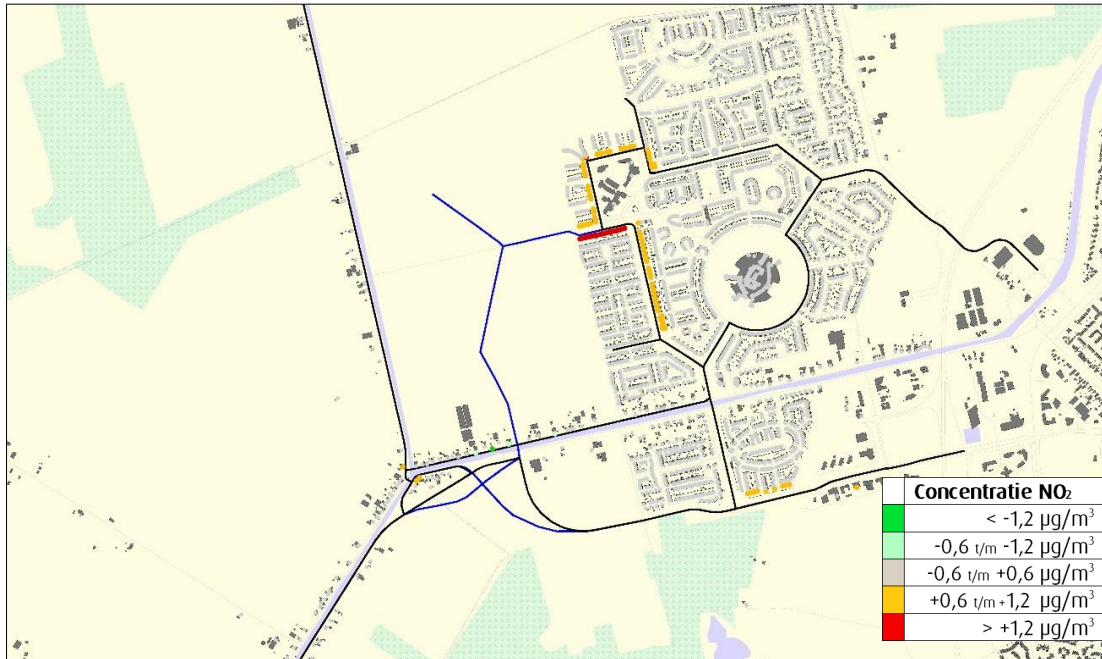 Concentratie NO₂
< -1,2 µg/m³
-0,6 t/m -1,2 µg/m³
-0,6 t/m +0,6 µg/m³
+0,6 t/m +1,2 µg/m³
> +1,2 µg/m³